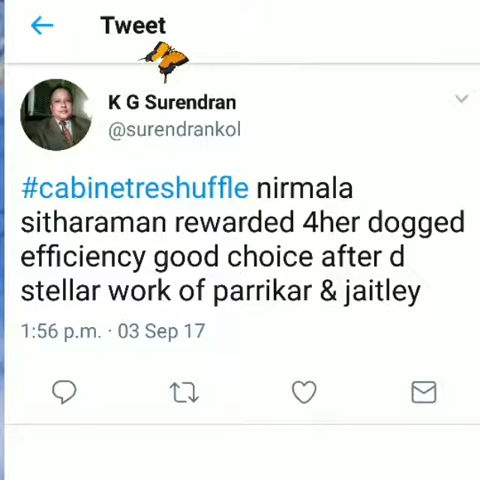 Tweet
K G Surendran
@surendrankol
#cabinetreshuffle nirmala
sitharaman rewarded 4her dogged
efficiency good choice after d
stellar work of parrikar & jaitley
1:56 p.m. · 03 Sep 17